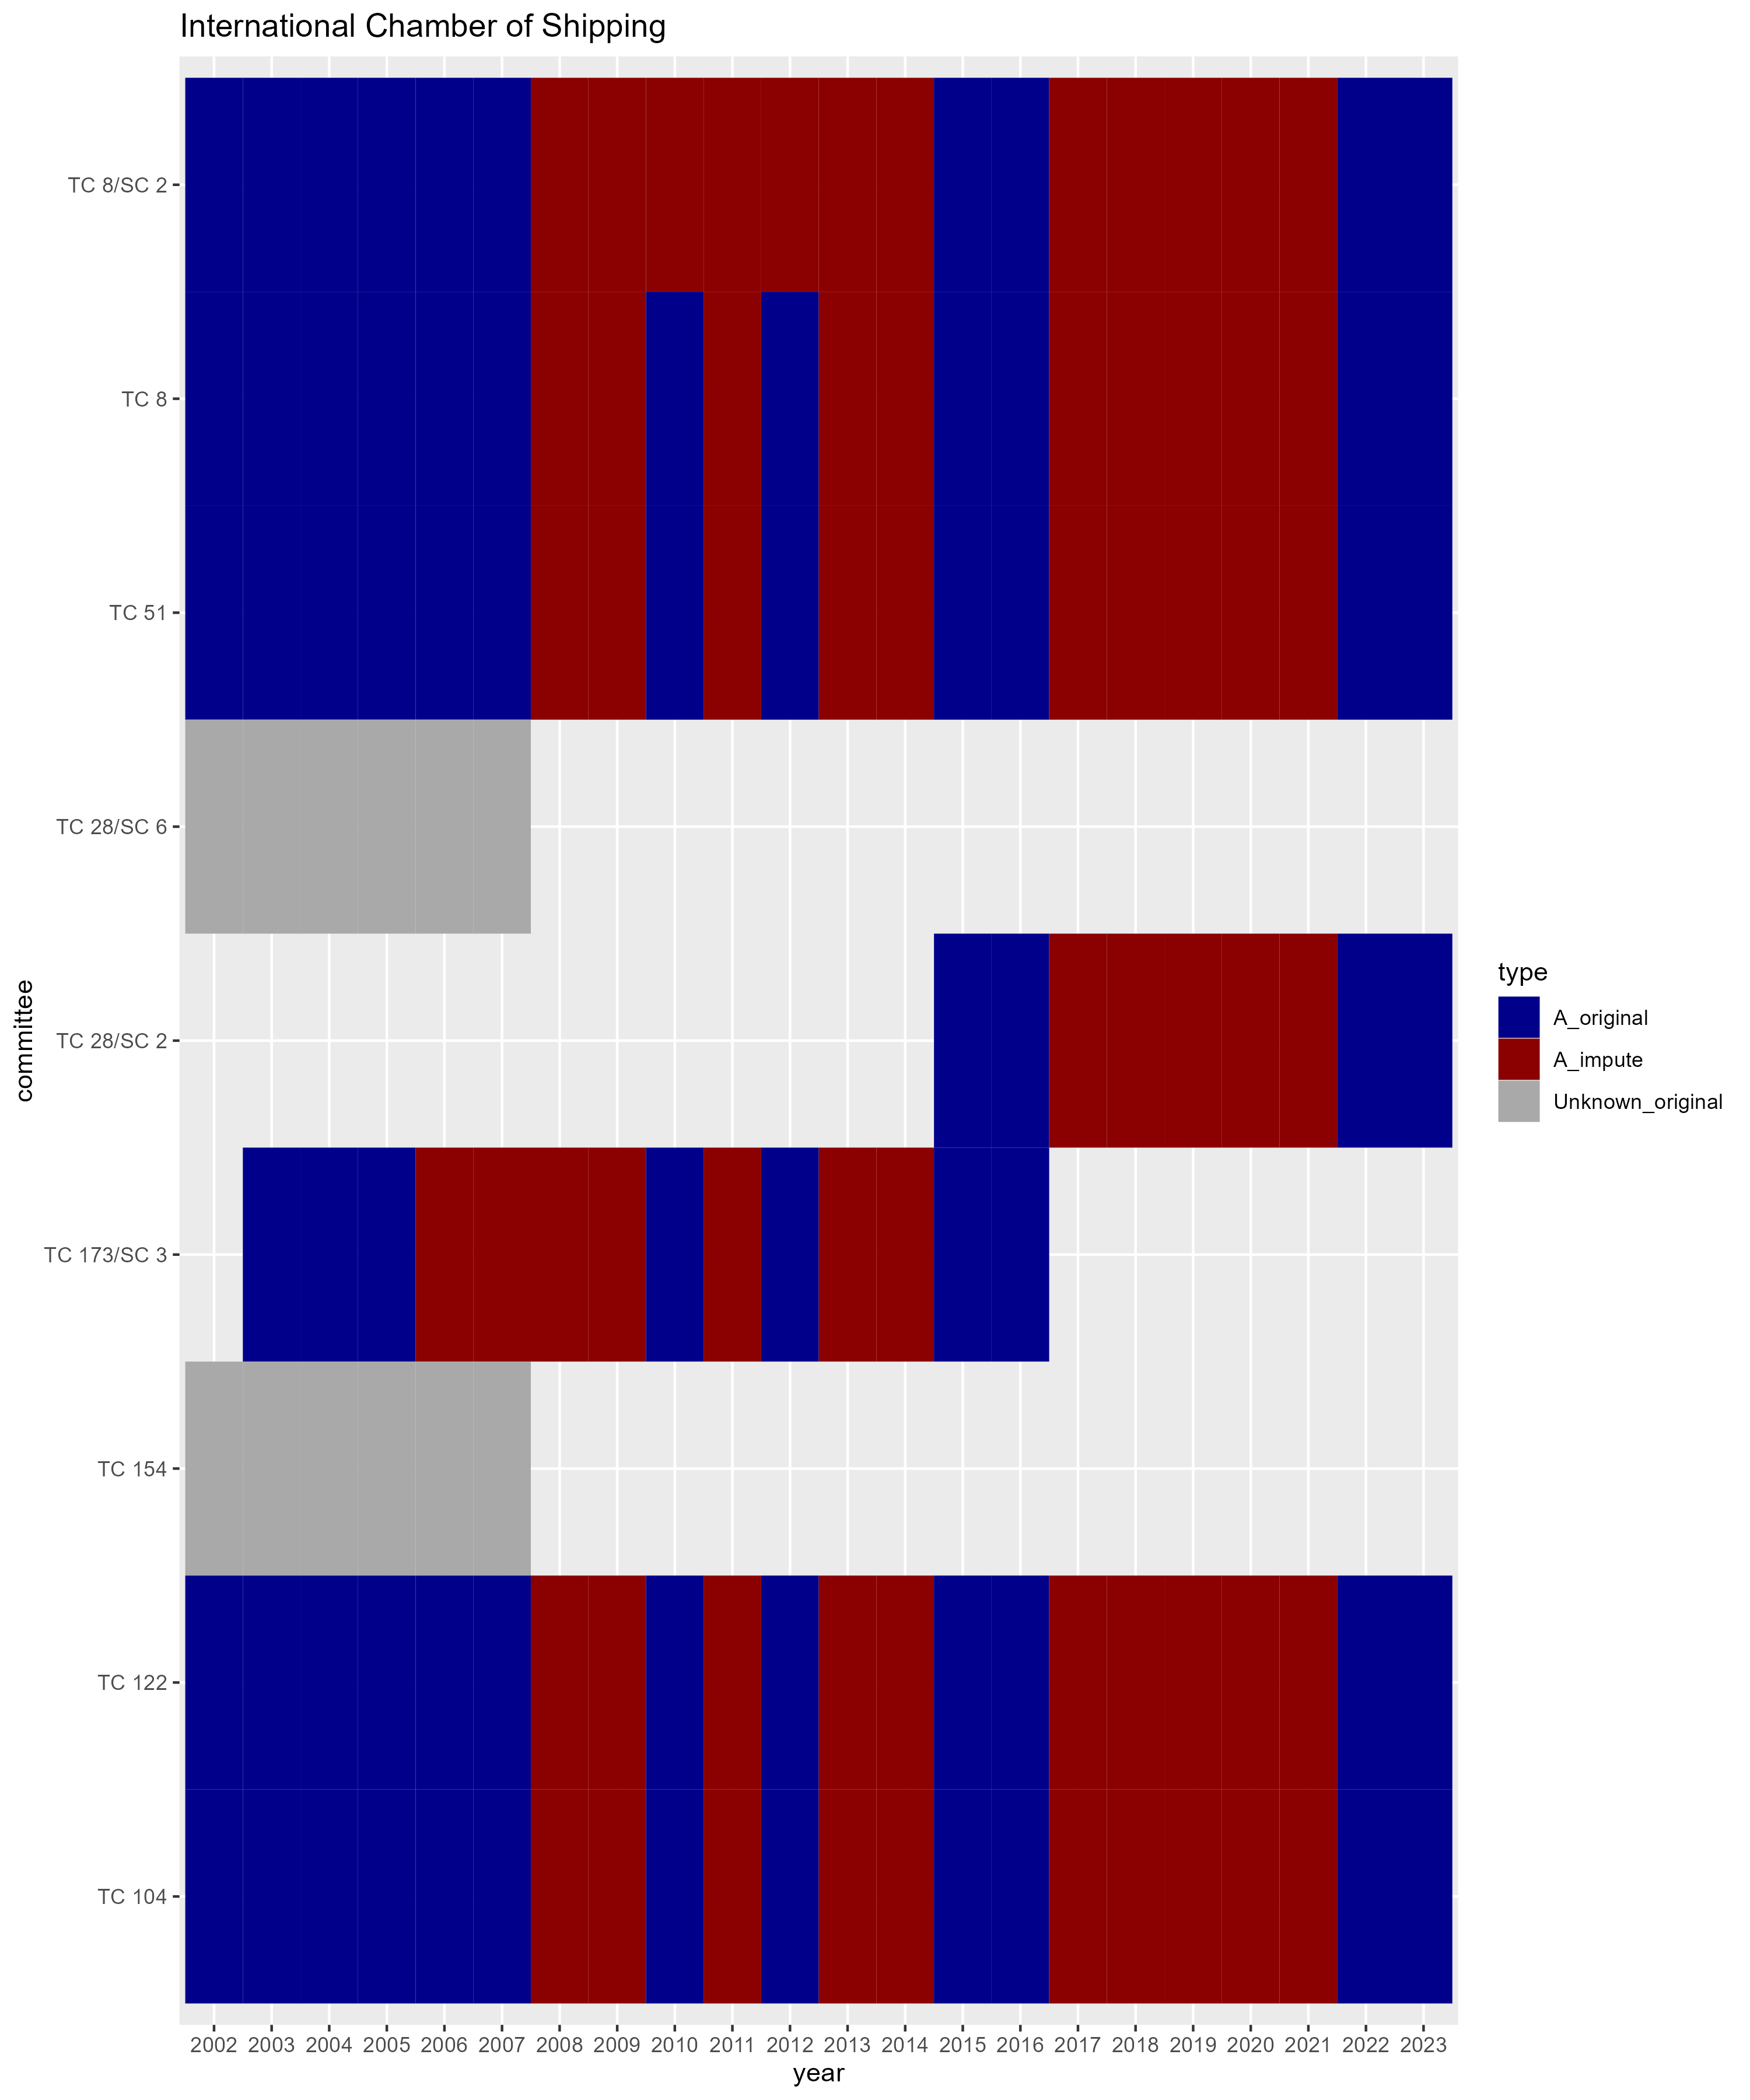 International Chamber of Shipping
TC 8/SC 2
TC 8
TC 51
TC 28/SC 6
TC 28/SC 2
TC 173/SC 3
TC 154
TC 122
TC 104
committee
2002 2003 2004 2005 2006 2007 2008 2009 2010 2011 2012 2013 2014 2015 2016 2017 2018 2019 2020 2021 2022 2023
year
type
A_original
A_impute
Unknown_original